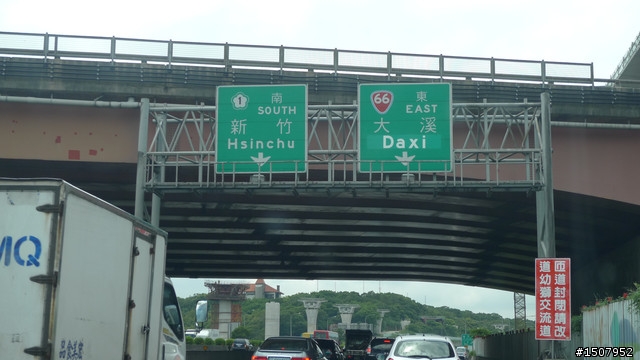 1
南
SOUTH
新竹
Hsinchu
66
東
EAST
大溪
Daxi
MQ
匝道封閉請改
道幼獅交流道
#1507952